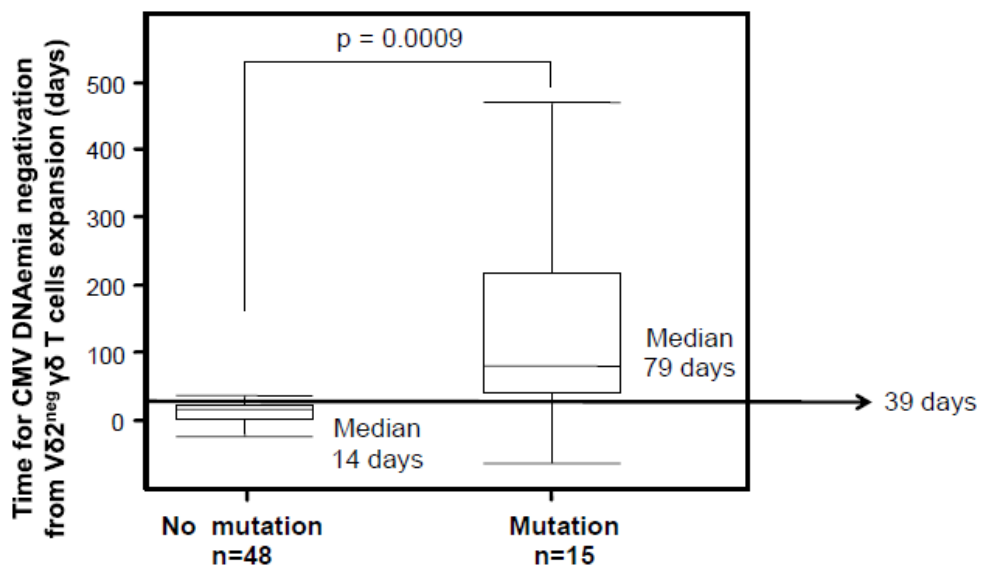 Time for CMV DNAemia negativation
from Vδ2neg γδ T cells expansion (days)
p = 0.0009
500
400
300
200
100
0
Median
79 days
39 days
Median
14 days
No mutation
n=48
Mutation
n=15